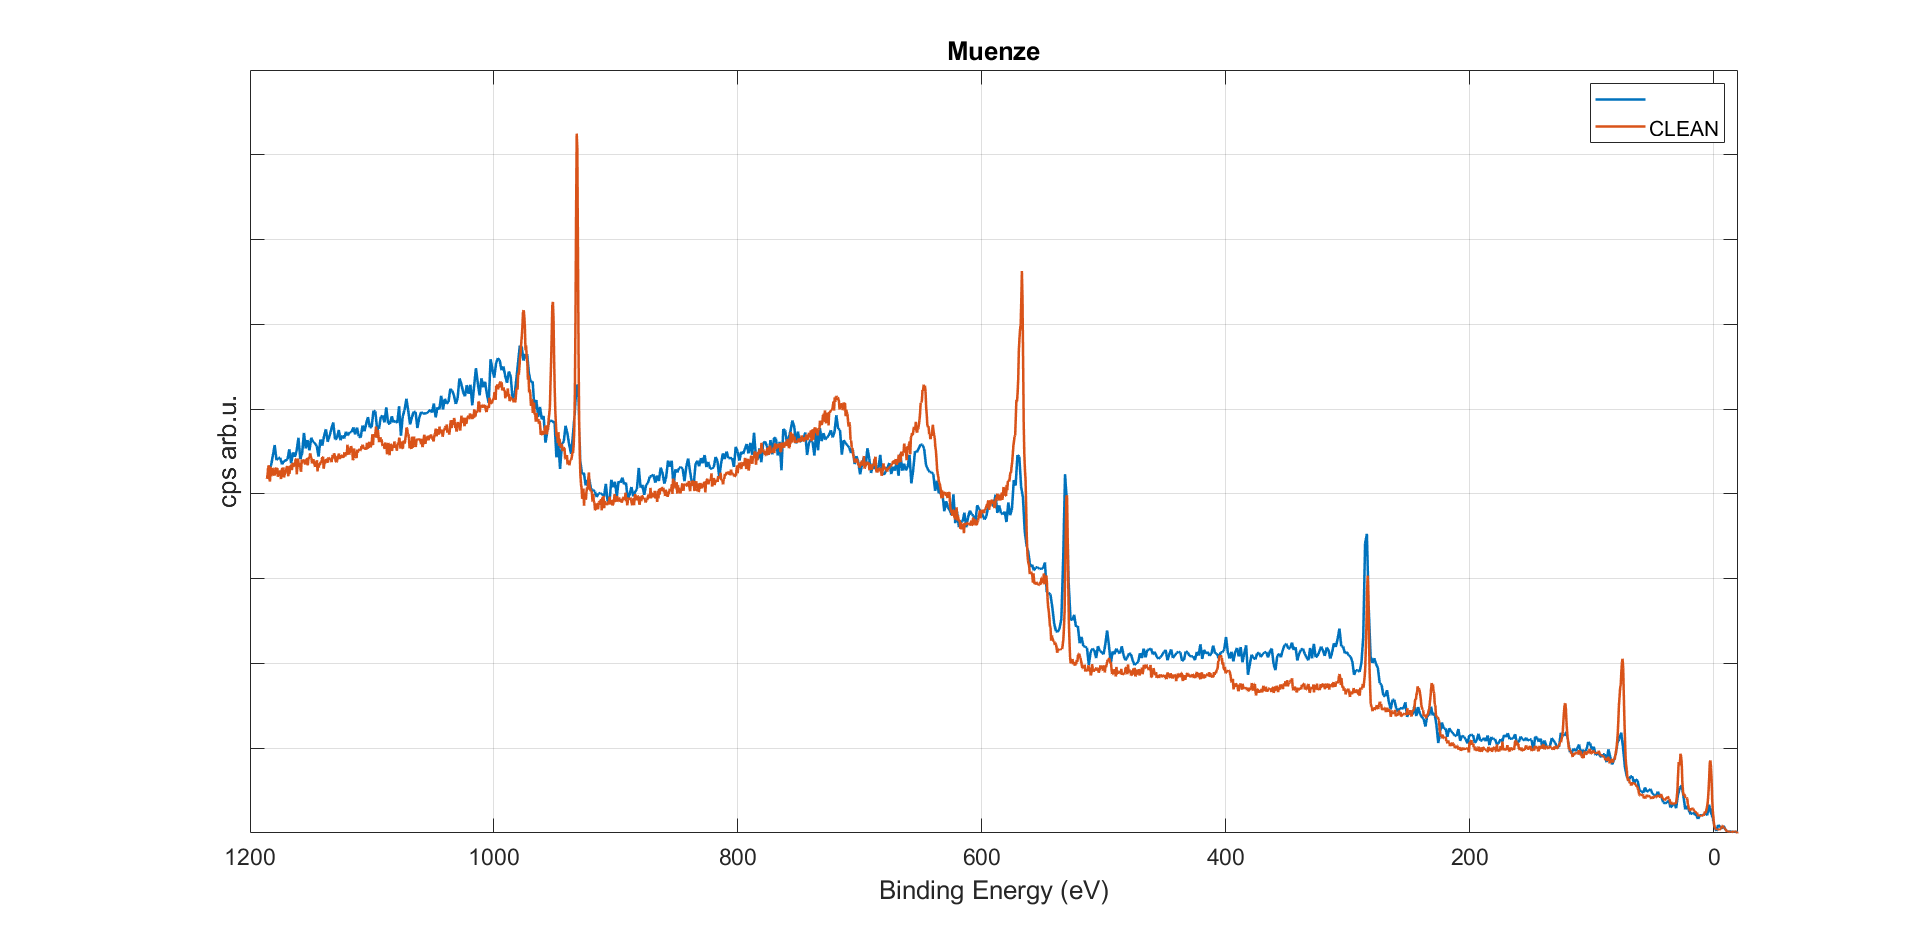 Muenze
CLEAN
cps arb.u.
1200 1000 800 600 400 200 0
Binding Energy (eV)